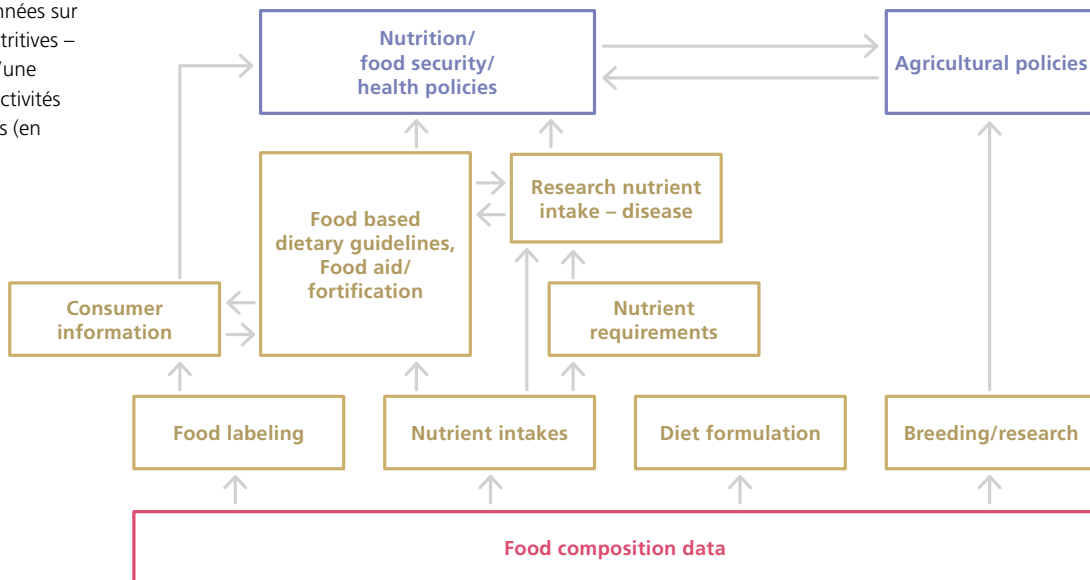 nnées sur
tritives –
'une
ctivités
s (en
Nutrition/
food security/
health policies
Agricultural policies
Research nutrient
intake – disease
Food based
dietary guidelines,
Food aid/
fortification
Consumer
information
Nutrient
requirements
Food labeling
Nutrient intakes
Diet formulation
Breeding/research
Food composition data